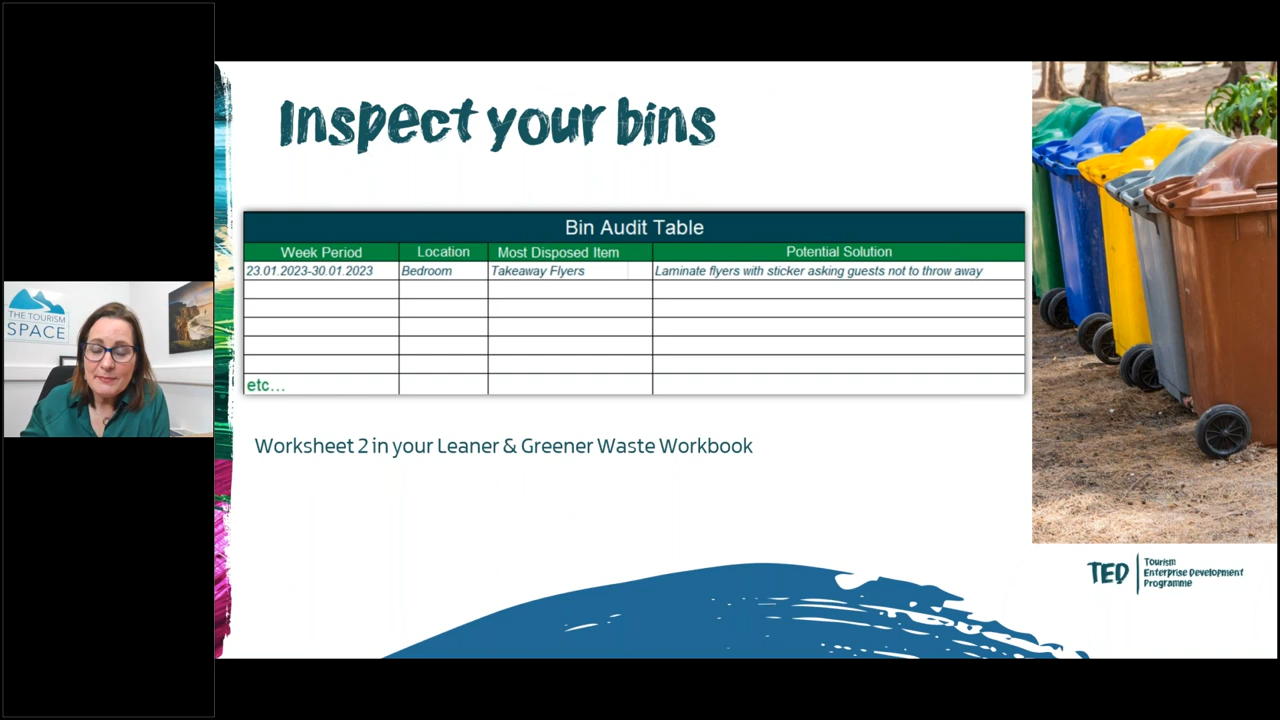 Inspect your bins
Bin Audit Table
Week Period Location Most Disposed Item Potential Solution
23.01.2023-30.01.2023 Bedroom Takeaway Flyers Laminate flyers with sticker asking guests not to throw away
etc...
Worksheet 2 in your Leaner & Greener Waste Workbook
THE TOURISM
SPACE
TED
Tourism
Enterprise Development
Programme